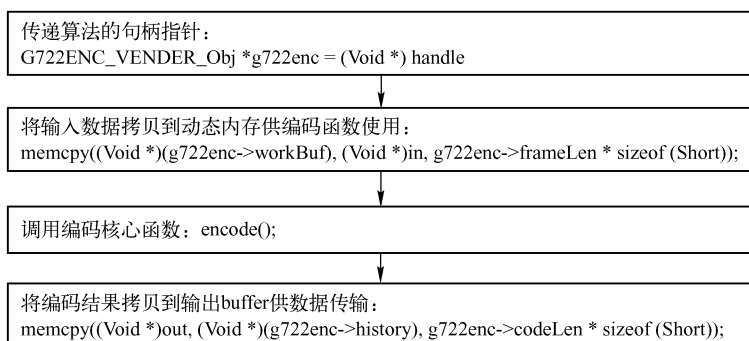 传递算法的句柄指针：
G722ENC_VENDER_Obj *g722enc = (Void *) handle
将输入数据拷贝到动态内存供编码函数使用：
memcpy((Void *)(g722enc->workBuf), (Void *)in, g722enc->frameLen * sizeof (Short));
调用编码核心函数：encode();
将编码结果拷贝到输出buffer供数据传输：
memcpy((Void *)out, (Void *)(g722enc->history), g722enc->codeLen * sizeof (Short));